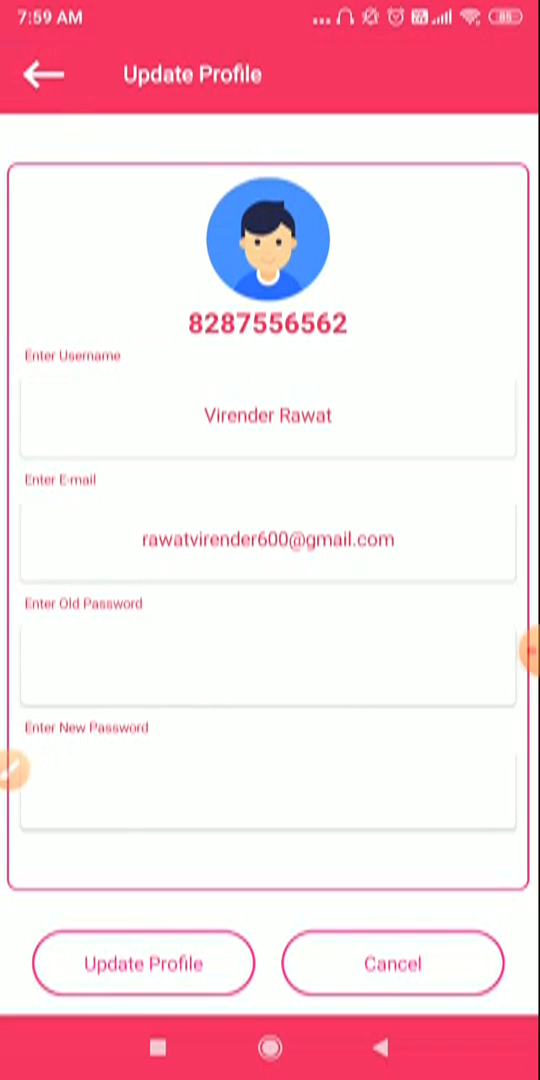 7:59 AM
Update Profile
8287556562
Enter Username
Virender Rawat
Enter E-mail
rawatvirender600@gmail.com
Enter Old Password
Enter New Password
Update Profile
Cancel